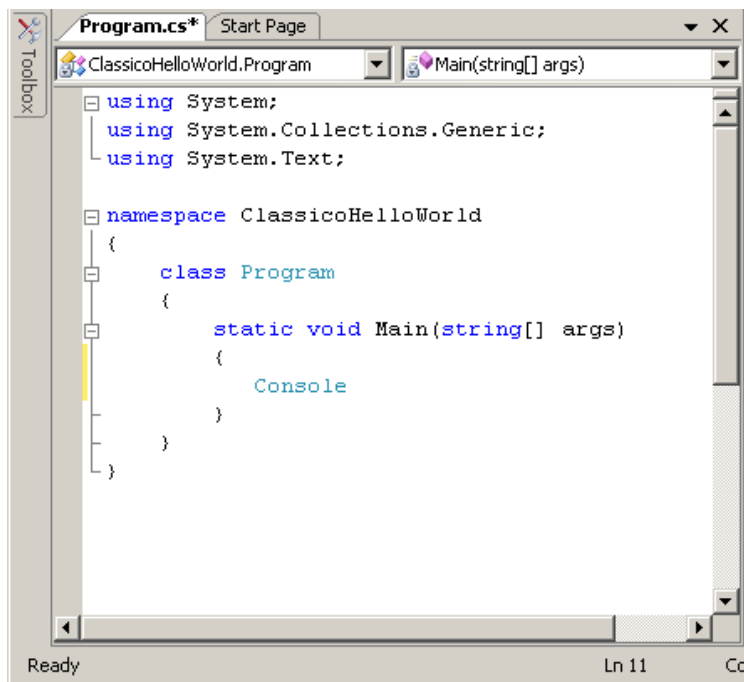 Program.cs* Start Page
Toolbox
ClassicoHelloWorld.Program Main(string[] args)
using System;
using System.Collections.Generic;
using System.Text;
namespace ClassicoHelloWorld
{
class Program
{
static void Main(string[] args)
{
Console
}
}
}
Ready Ln 11 Co